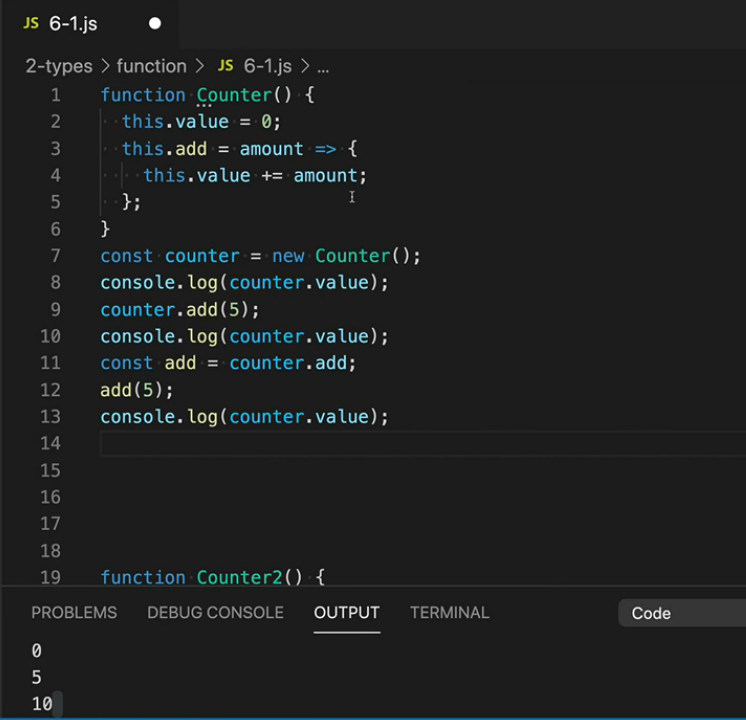 JS 6-1.js
2-types > function > JS 6-1.js > ...
1 function Counter() {
2 this.value = 0;
3 this.add = amount => {
4 this.value += amount;
5 };
6 }
7 const counter = new Counter();
8 console.log(counter.value);
9 counter.add(5);
10 console.log(counter.value);
11 const add = counter.add;
12 add(5);
13 console.log(counter.value);
14
15
16
17
18
19 function Counter2() {
PROBLEMS DEBUG CONSOLE OUTPUT TERMINAL Code
0
5
10